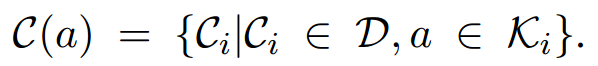 𝒞(a) = {𝒞ᵢ|𝒞ᵢ ∈ 𝒟, a ∈ 𝒦ᵢ}.